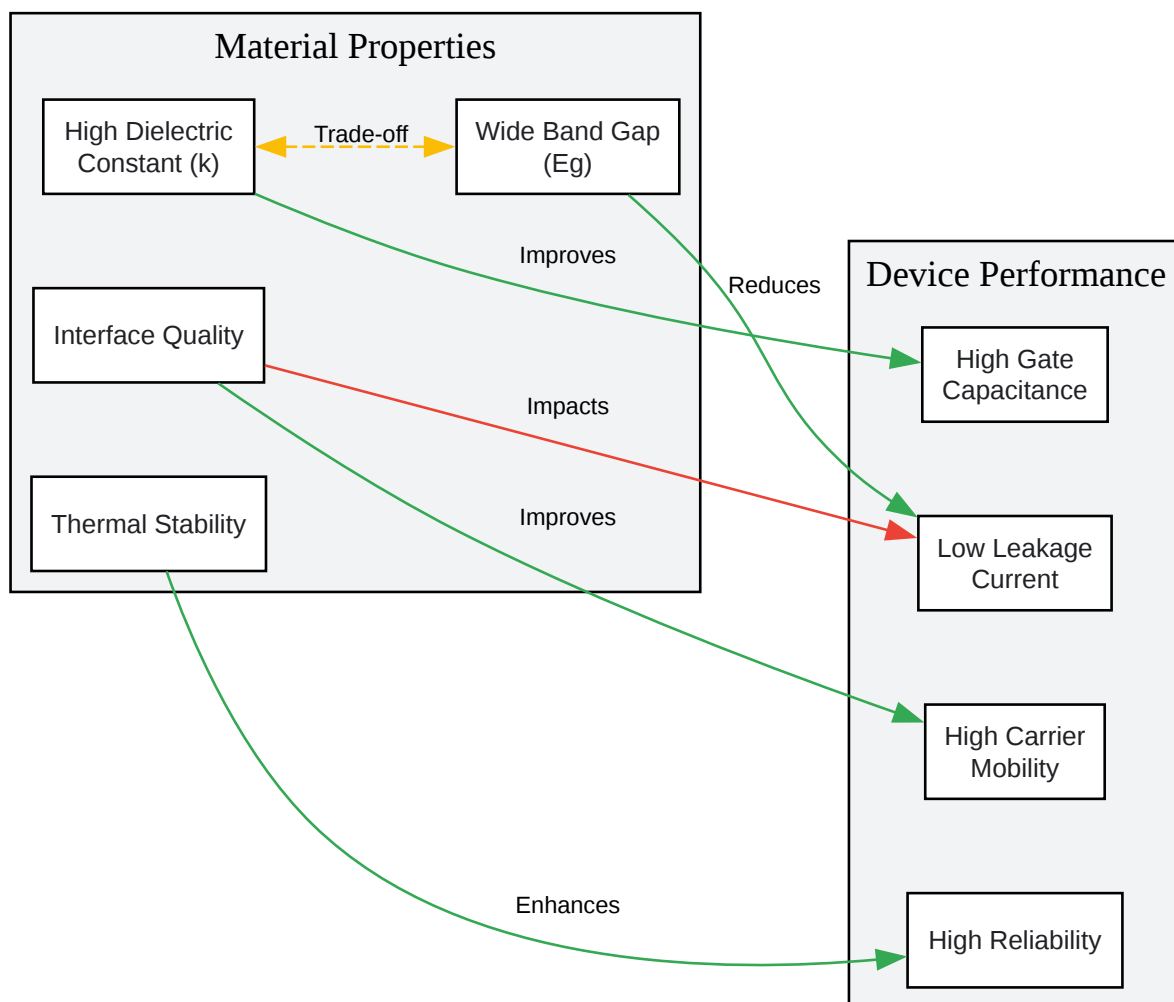 Material Properties
High Dielectric
Constant (k)
Trade-off
Wide Band Gap
(Eg)
Improves
Reduces
Device Performance
Interface Quality
High Gate
Capacitance
Impacts
Thermal Stability
Improves
Low Leakage
Current
High Carrier
Mobility
Enhances
High Reliability